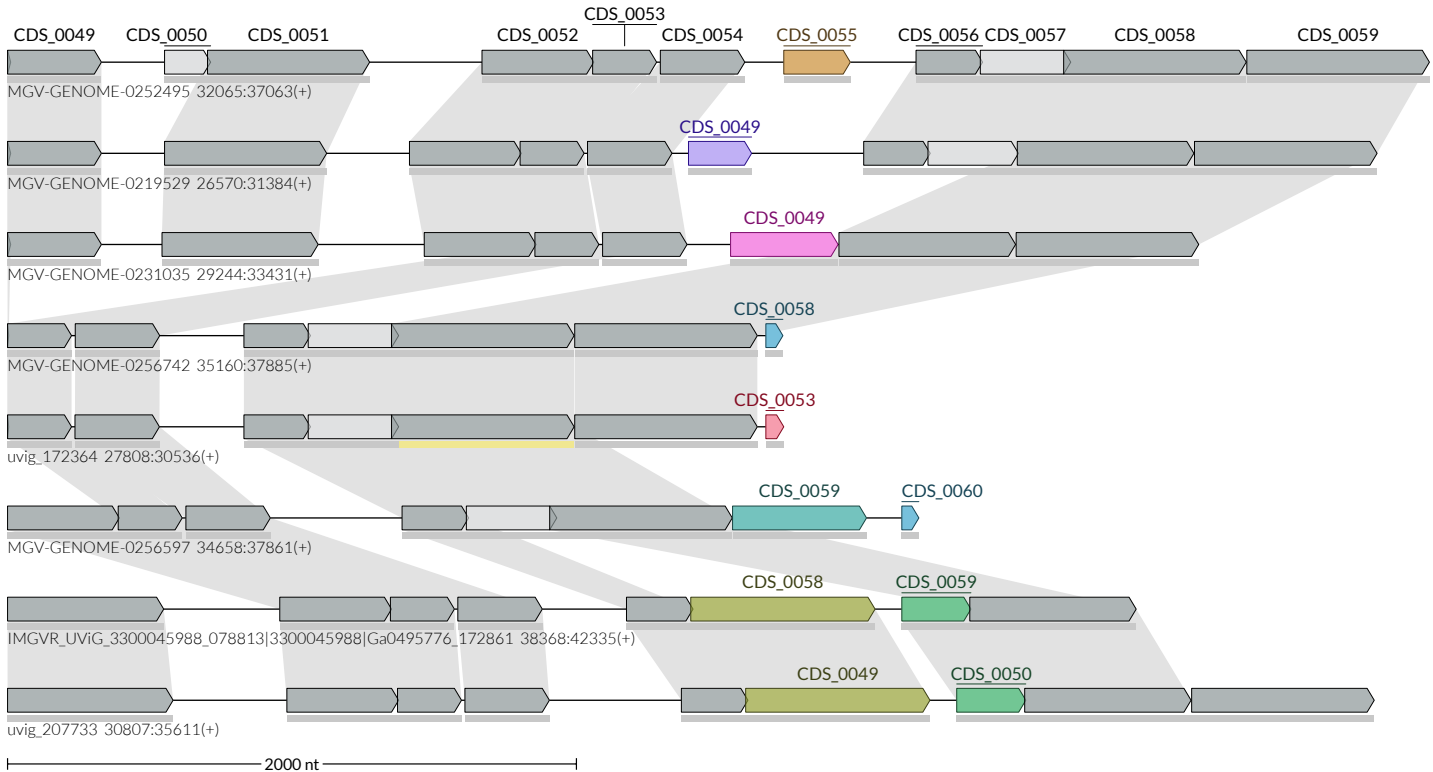 CDS_0053
CDS_0049 CDS_0050 CDS_0051 CDS_0052 CDS_0054 CDS_0055 CDS_0056 CDS_0057 CDS_0058 CDS_0059
MGV-GENOME-0252495 32065:37063(+)
CDS_0049
MGV-GENOME-0219529 26570:31384(+)
CDS_0049
MGV-GENOME-0231035 29244:33431(+)
CDS_0058
MGV-GENOME-0256742 35160:37885(+)
CDS_0053
uvig_172364 27808:30536(+)
CDS_0059 CDS_0060
MGV-GENOME-0256597 34658:37861(+)
CDS_0058 CDS_0059
IMGVR_UViG_3300045988_078813|3300045988|Ga0495776_172861 38368:42335(+)
CDS_0049 CDS_0050
uvig_207733 30807:35611(+)
2000 nt